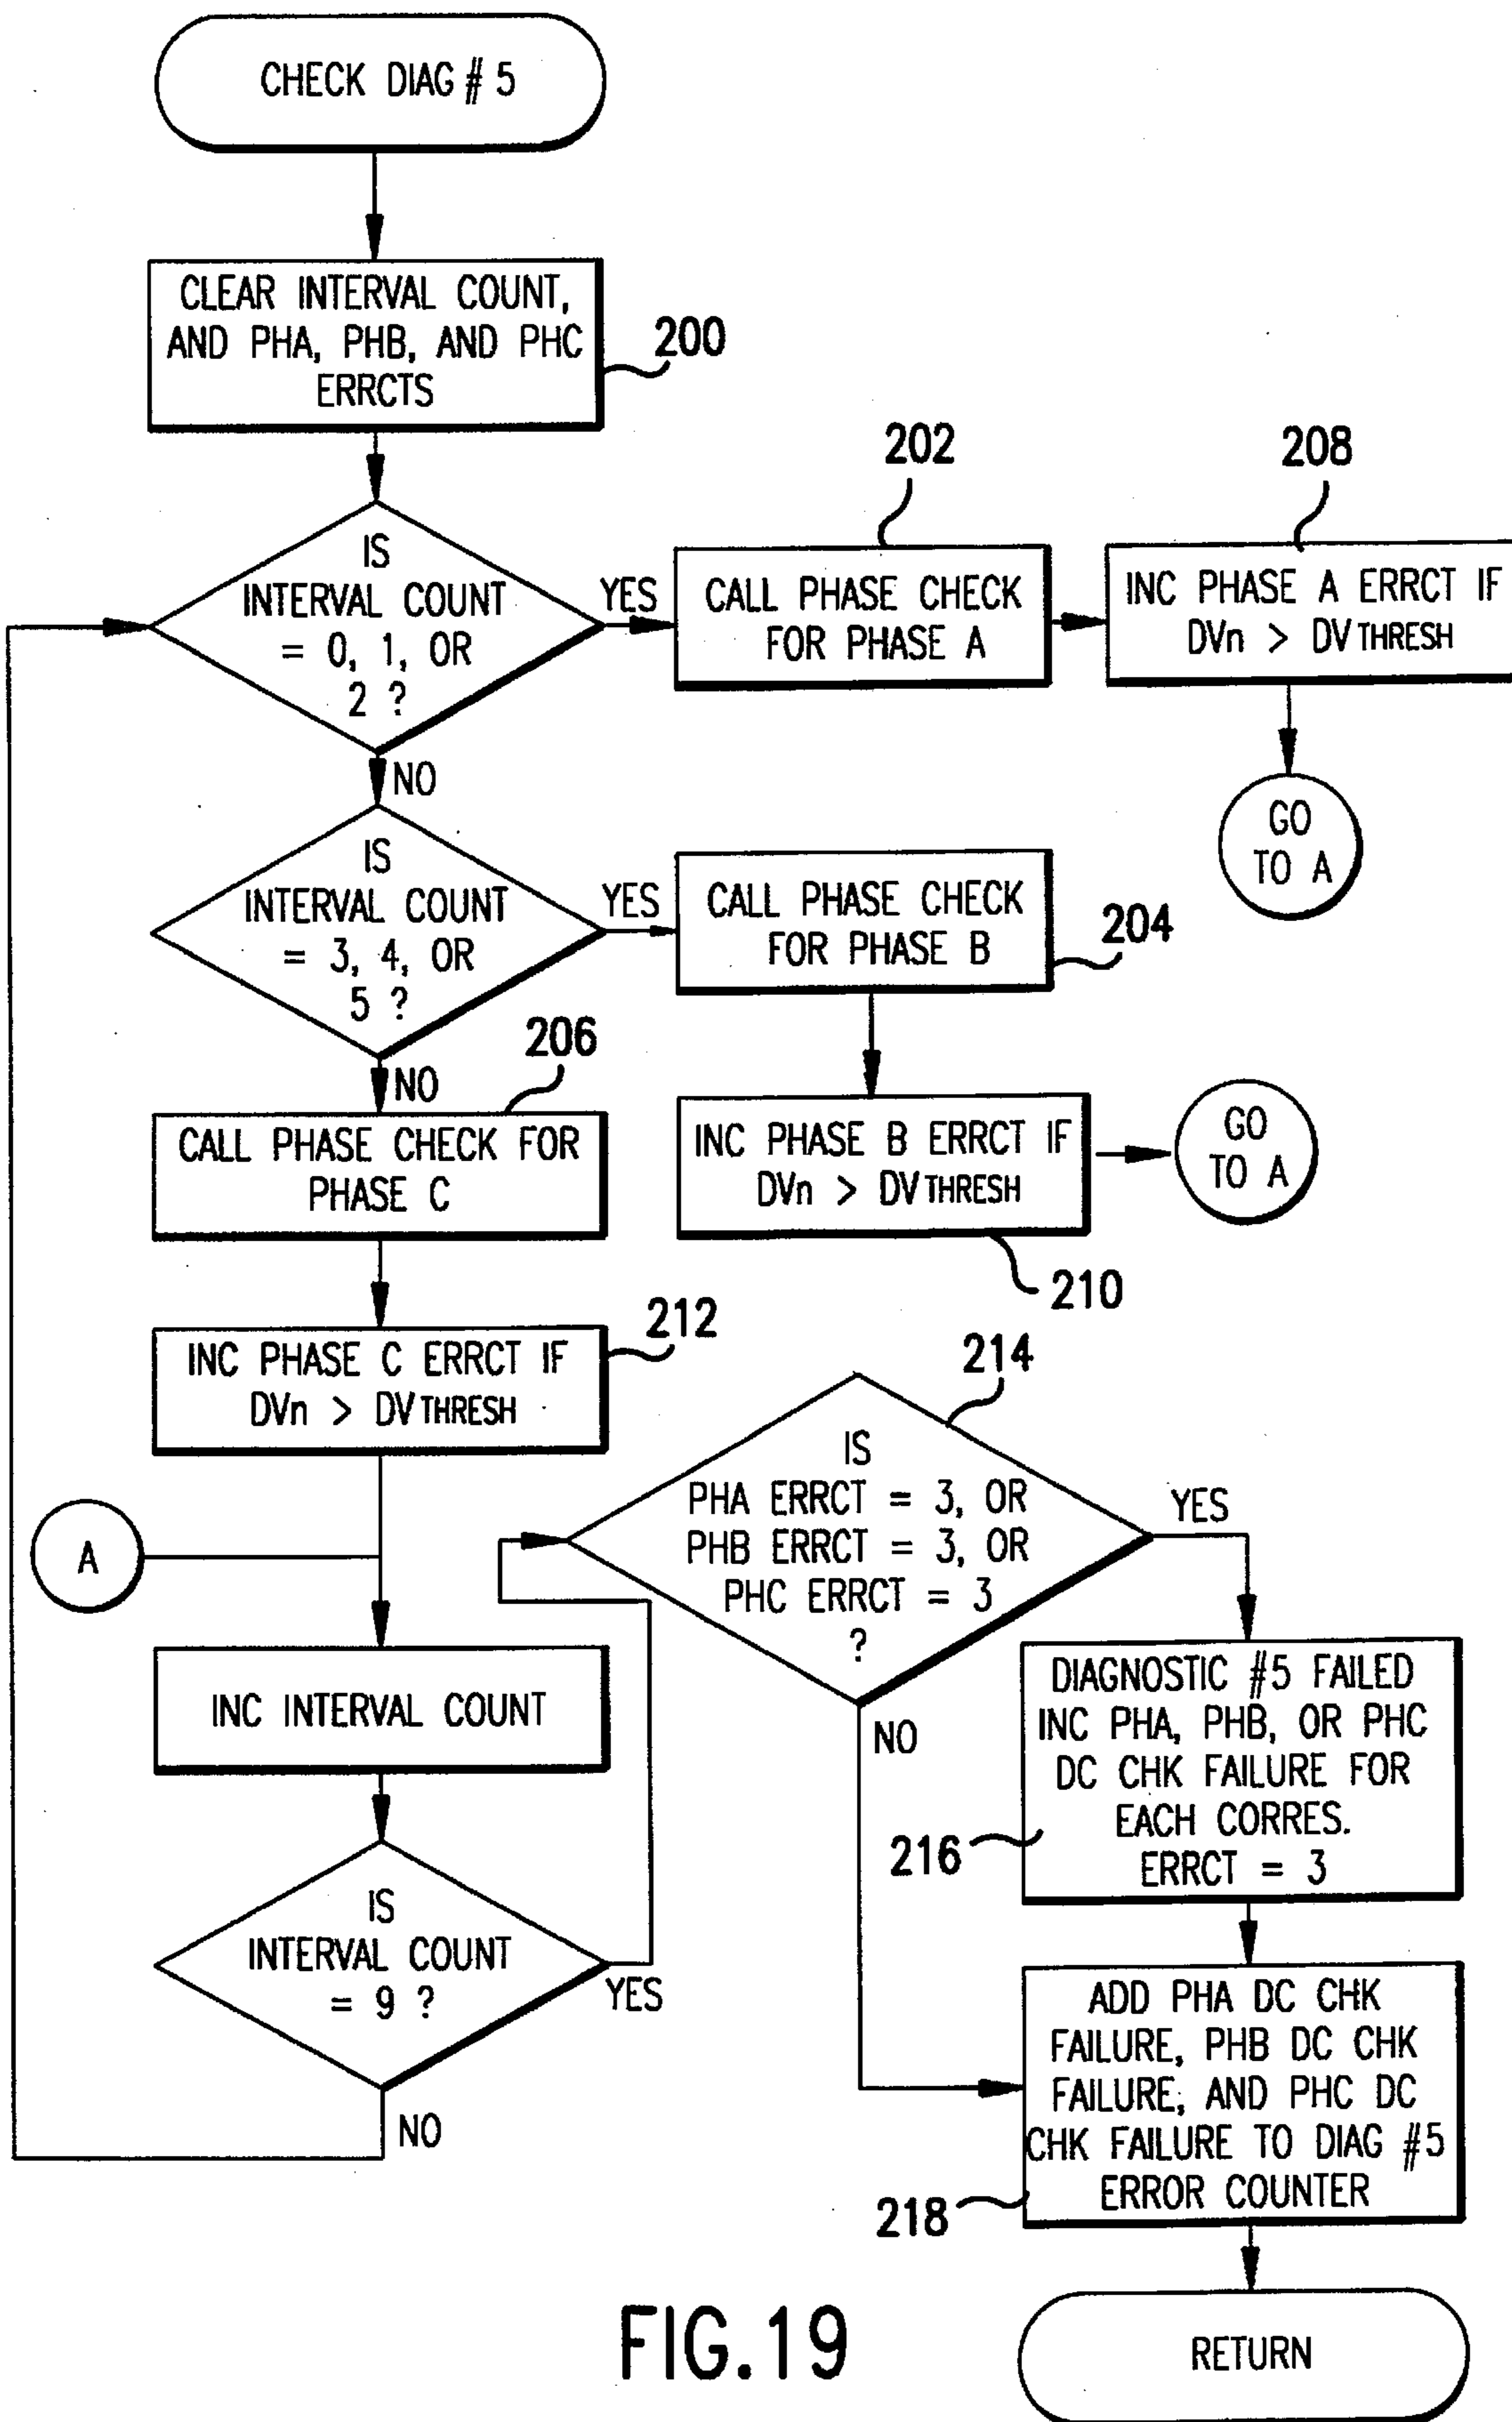 CHECK DIAG # 5
CLEAR INTERVAL COUNT,
AND PHA, PHB, AND PHC
ERRCTS
200
IS
INTERVAL COUNT
= 0, 1, OR
2 ?
YES
NO
202
CALL PHASE CHECK
FOR PHASE A
208
INC PHASE A ERRCT IF
DVn > DVTHRESH
GO
TO A
IS
INTERVAL COUNT
= 3, 4, OR
5 ?
YES
NO
CALL PHASE CHECK
FOR PHASE B
204
206
CALL PHASE CHECK FOR
PHASE C
INC PHASE B ERRCT IF
DVn > DVTHRESH
210
GO
TO A
INC PHASE C ERRCT IF
DVn > DVTHRESH
212
A
214
IS
PHA ERRCT = 3, OR
PHB ERRCT = 3, OR
PHC ERRCT = 3
?
YES
NO
INC INTERVAL COUNT
IS
INTERVAL COUNT
= 9 ?
YES
NO
DIAGNOSTIC #5 FAILED
INC PHA, PHB, OR PHC
DC CHK FAILURE FOR
EACH CORRES.
ERRCT = 3
216
ADD PHA DC CHK
FAILURE, PHB DC CHK
FAILURE, AND PHC DC
CHK FAILURE TO DIAG #5
ERROR COUNTER
218
RETURN
FIG.19